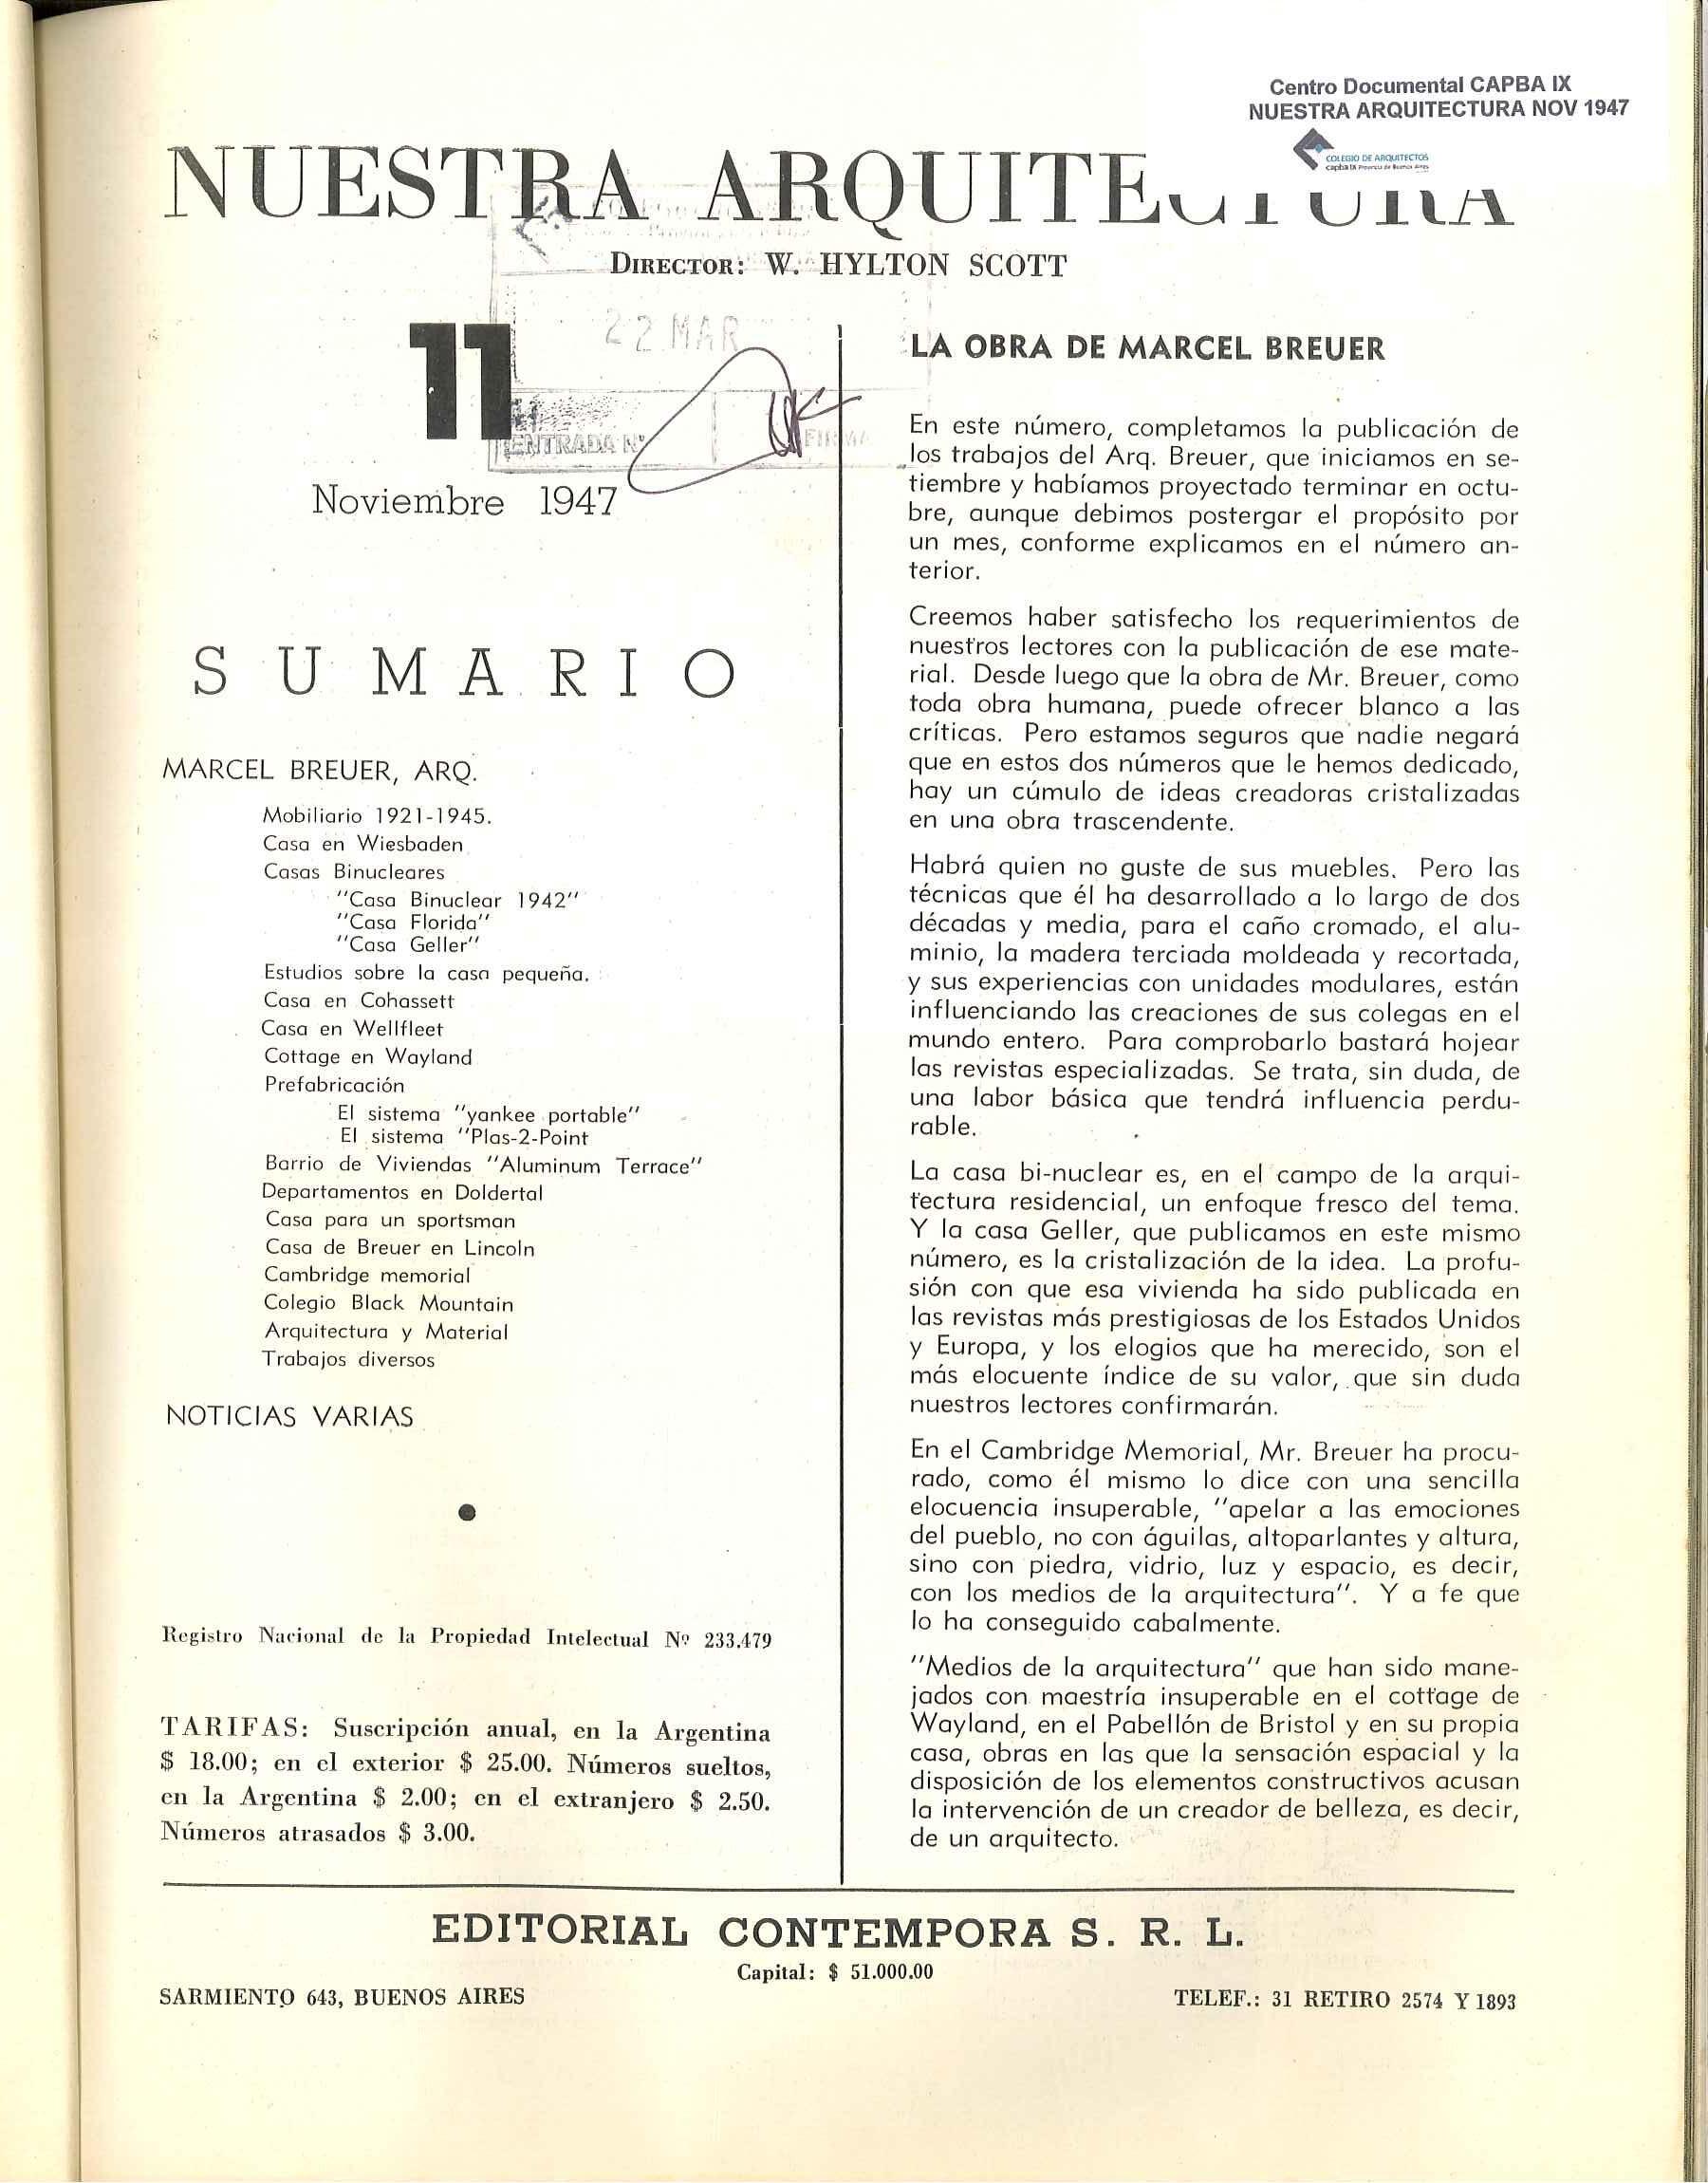 Centro Documental CAPBA IX
NUESTRA ARQUITECTURA NOV 1947
COLEGIO DE ARQUITECTOS
capba IX Provincia de Buenos Aires
NUESTRA ARQUITECTURA
DIRECTOR: W. HYLTON SCOTT
11
22 MAR
ENTRADA Nº
FIRMA
Noviembre 1947
SUMARIO
MARCEL BREUER, ARQ.
Mobiliario 1921-1945.
Casa en Wiesbaden
Casas Binucleares
"Casa Binuclear 1942"
"Casa Florida"
"Casa Geller"
Estudios sobre la casa pequeña.
Casa en Cohassett
Casa en Wellfleet
Cottage en Wayland
Prefabricación
El sistema "yankee portable"
El sistema "Plas-2-Point
Barrio de Viviendas "Aluminum Terrace"
Departamentos en Doldertal
Casa para un sportsman
Casa de Breuer en Lincoln
Cambridge memorial
Colegio Black Mountain
Arquitectura y Material
Trabajos diversos
NOTICIAS VARIAS
Registro Nacional de la Propiedad Intelectual Nº 233.479
TARIFAS: Suscripción anual, en la Argentina
$ 18.00; en el exterior $ 25.00. Números sueltos,
en la Argentina $ 2.00; en el extranjero $ 2.50.
Números atrasados $ 3.00.
LA OBRA DE MARCEL BREUER
En este número, completamos la publicación de
los trabajos del Arq. Breuer, que iniciamos en se-
tiembre y habíamos proyectado terminar en octu-
bre, aunque debimos postergar el propósito por
un mes, conforme explicamos en el número an-
terior.
Creemos haber satisfecho los requerimientos de
nuestros lectores con la publicación de ese mate-
rial. Desde luego que la obra de Mr. Breuer, como
toda obra humana, puede ofrecer blanco a las
críticas. Pero estamos seguros que nadie negará
que en estos dos números que le hemos dedicado,
hay un cúmulo de ideas creadoras cristalizadas
en una obra trascendente.
Habrá quien no guste de sus muebles. Pero las
técnicas que él ha desarrollado a lo largo de dos
décadas y media, para el caño cromado, el alu-
minio, la madera terciada moldeada y recortada,
y sus experiencias con unidades modulares, están
influenciando las creaciones de sus colegas en el
mundo entero. Para comprobarlo bastará hojear
las revistas especializadas. Se trata, sin duda, de
una labor básica que tendrá influencia perdu-
rable.
La casa bi-nuclear es, en el campo de la arqui-
tectura residencial, un enfoque fresco del tema.
Y la casa Geller, que publicamos en este mismo
número, es la cristalización de la idea. La profu-
sión con que esa vivienda ha sido publicada en
las revistas más prestigiosas de los Estados Unidos
y Europa, y los elogios que ha merecido, son el
más elocuente índice de su valor, que sin duda
nuestros lectores confirmarán.
En el Cambridge Memorial, Mr. Breuer ha procu-
rado, como él mismo lo dice con una sencilla
elocuencia insuperable, "apelar a las emociones
del pueblo, no con águilas, altoparlantes y altura,
sino con piedra, vidrio, luz y espacio, es decir,
con los medios de la arquitectura". Y a fe que
lo ha conseguido cabalmente.
"Medios de la arquitectura" que han sido mane-
jados con maestría insuperable en el cottage de
Wayland, en el Pabellón de Bristol y en su propia
casa, obras en las que la sensación espacial y la
disposición de los elementos constructivos acusan
la intervención de un creador de belleza, es decir,
de un arquitecto.
EDITORIAL CONTEMPORA S. R. L.
Capital: $ 51.000.00
SARMIENTO 643, BUENOS AIRES
TELEF.: 31 RETIRO 2574 Y 1893